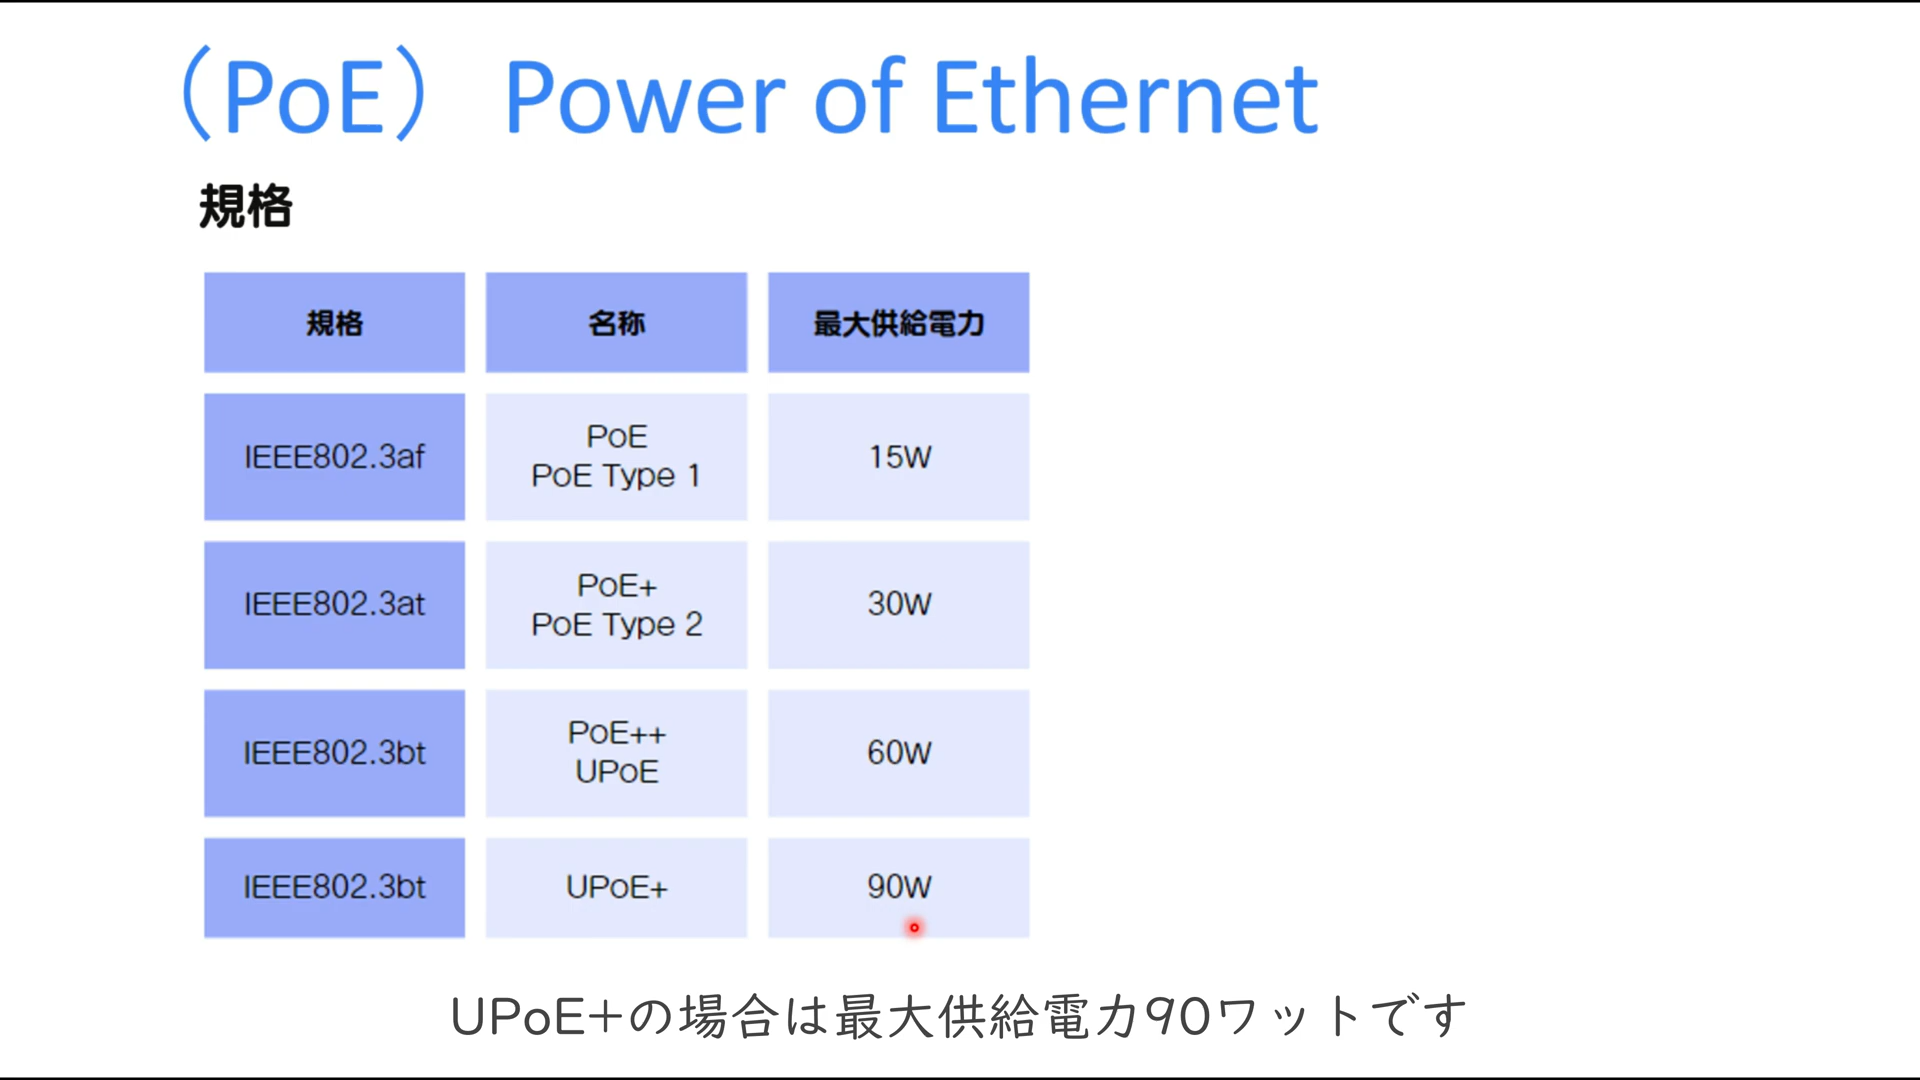 （PoE） Power of Ethernet
規格
規格 名称 最大供給電力
IEEE802.3af PoE PoE Type 1 15W
IEEE802.3at PoE+ PoE Type 2 30W
IEEE802.3bt PoE++ UPoE 60W
IEEE802.3bt UPoE+ 90W
UPoE+の場合は最大供給電力90ワットです